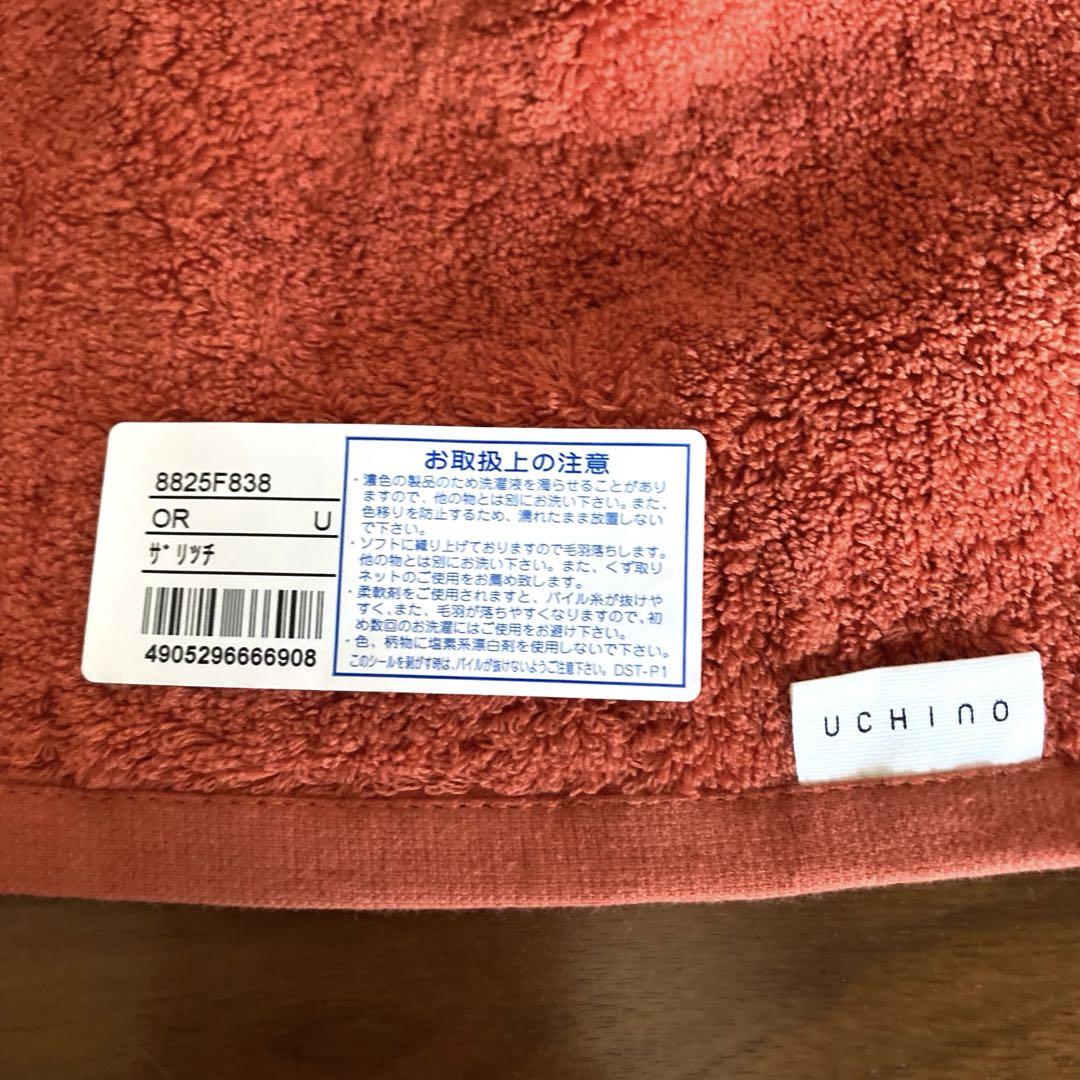 8825F838
OR U
ザ リッチ
4905296666908
お取扱上の注意
・濃色の製品のため洗濯液を濁らせることがあり
ますので、他の物とは別にお洗い下さい。また、
色移りを防止するため、濡れたまま放置しない
で下さい。
・ソフトに織り上げておりますので毛羽落ちします。
他の物とは別にお洗い下さい。また、くず取り
ネットのご使用をお薦め致します。
・柔軟剤をご使用されますと、パイル糸が抜けや
すく、また、毛羽が落ちやすくなりますので、初
め数回のお洗濯にはご使用をお避け下さい。
・色、柄物に塩素系漂白剤を使用しないで下さい。
このシールを剥がす時は、パイルが抜けないようご注意下さい。DST-P1
UCHINO